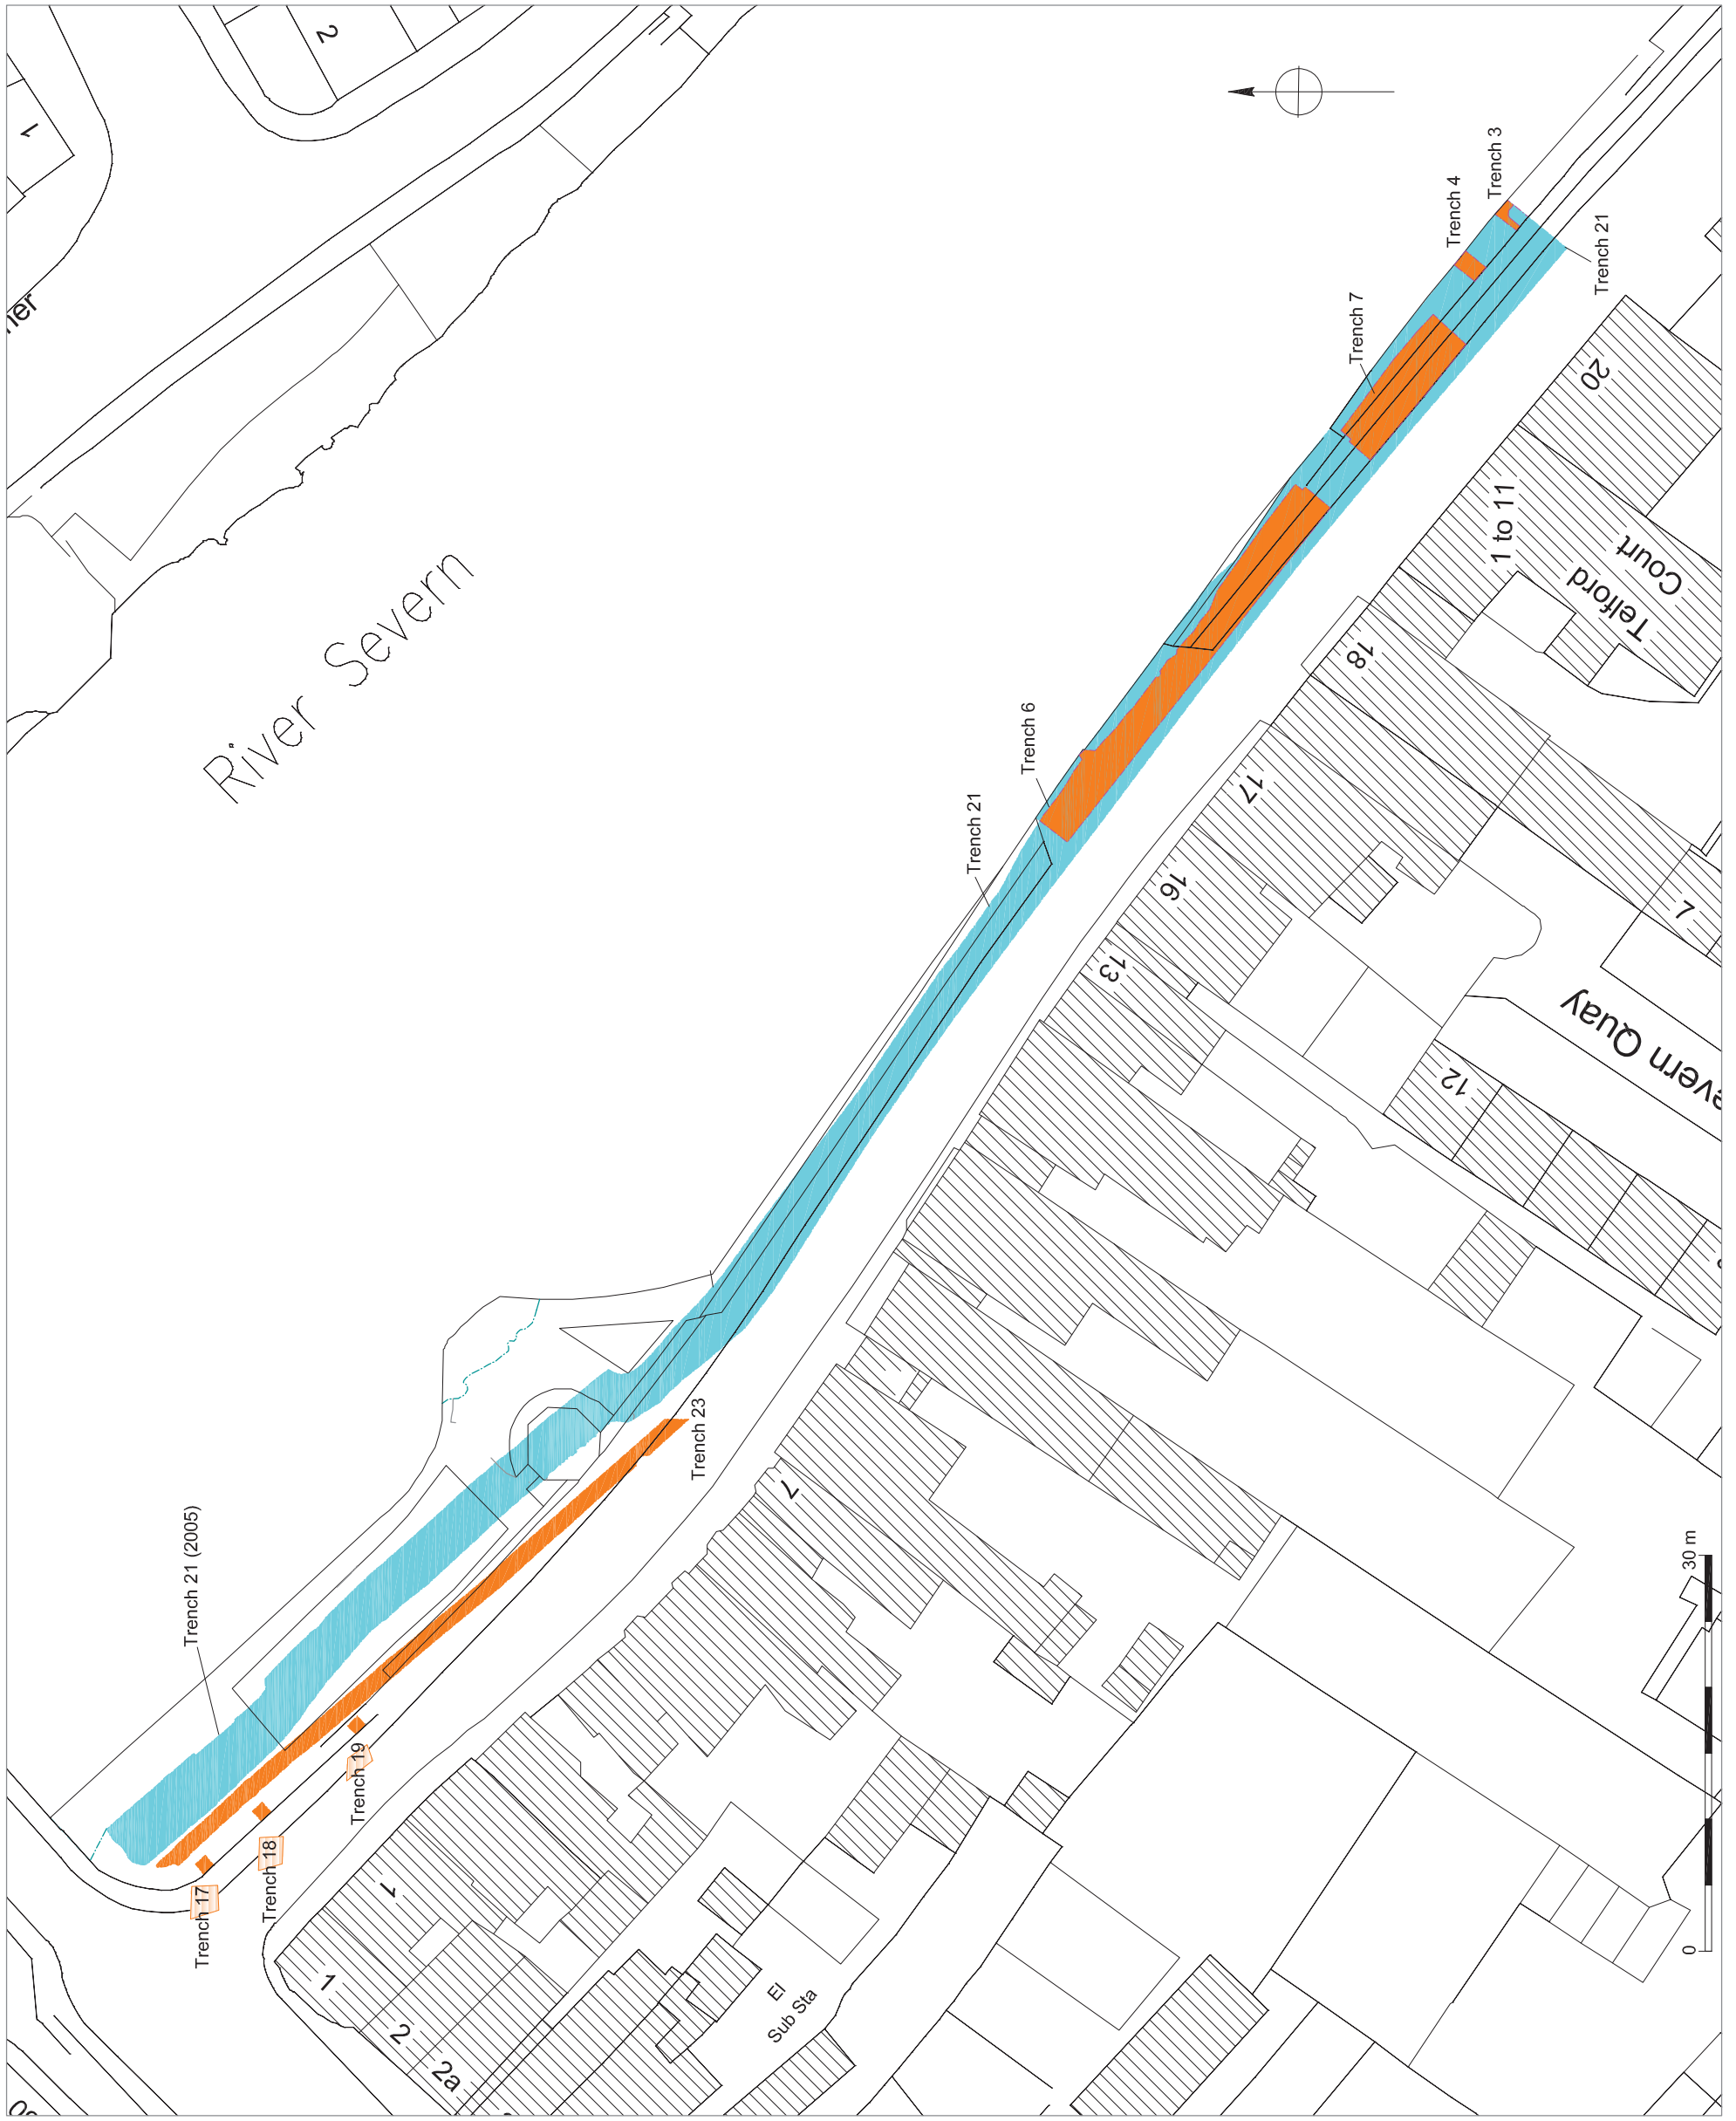 1
2
River Severn
Trench 3
Trench 4
Trench 21
Trench 7
20
1 to 11
Telford
Court
18
Trench 6
17
Trench 21
16
7
13
12
Trench 23
7
Trench 21 (2005)
30 m
Trench 19
Trench 18
Trench 17
1
1
2
2a
El
Sub Sta
0